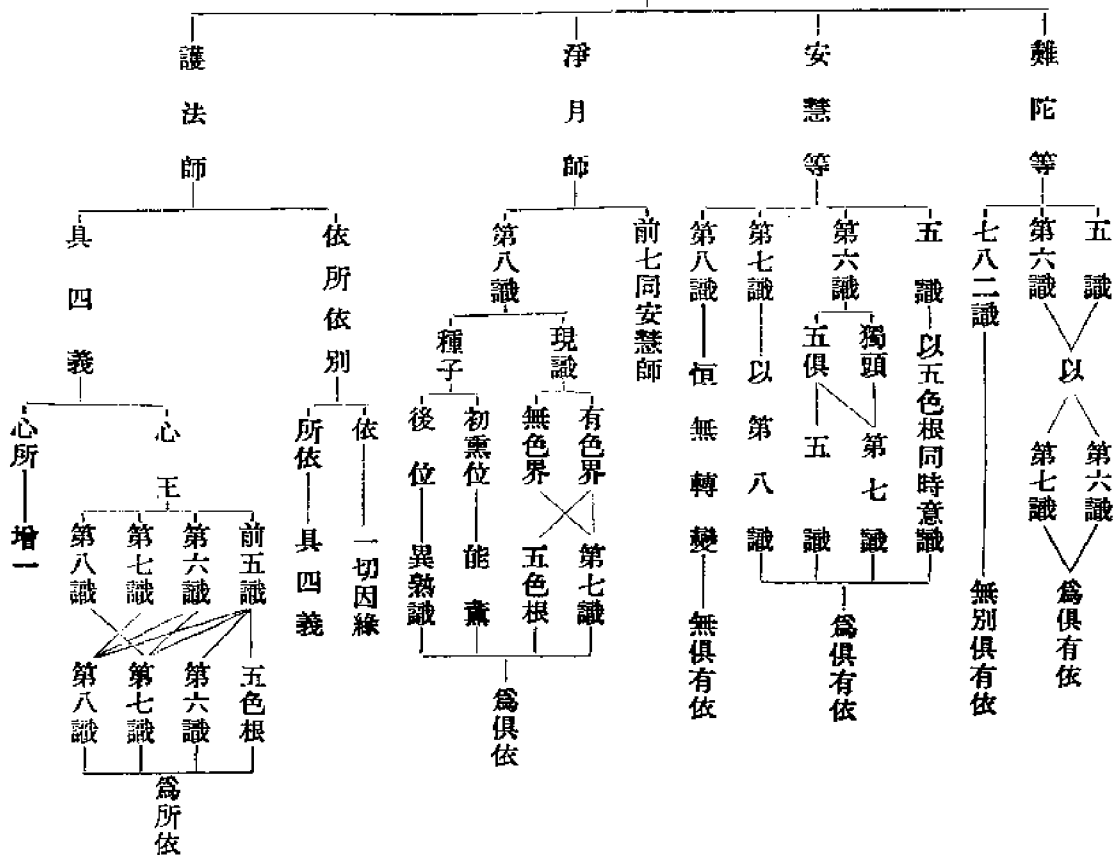 難陀等
五識
第六識
以
第六識
第七識
爲俱有依
七八二識
無別俱有依
安慧等
五識
以五色根同時意識
第六識
獨頭
五俱
第七識
五識
第七識
以第八識
爲俱有依
第八識
恒無轉變
無俱有依
淨月師
前七同安慧師
第八識
現識
有色界
無色界
第七識
五色根
種子
初熏位
能熏
後位
異熟識
爲俱依
護法師
依所依別
依
一切因緣
所依
具四義
具四義
心王
前五識
第六識
第七識
第八識
五色根
第六識
第七識
第八識
爲所依
心所
增一